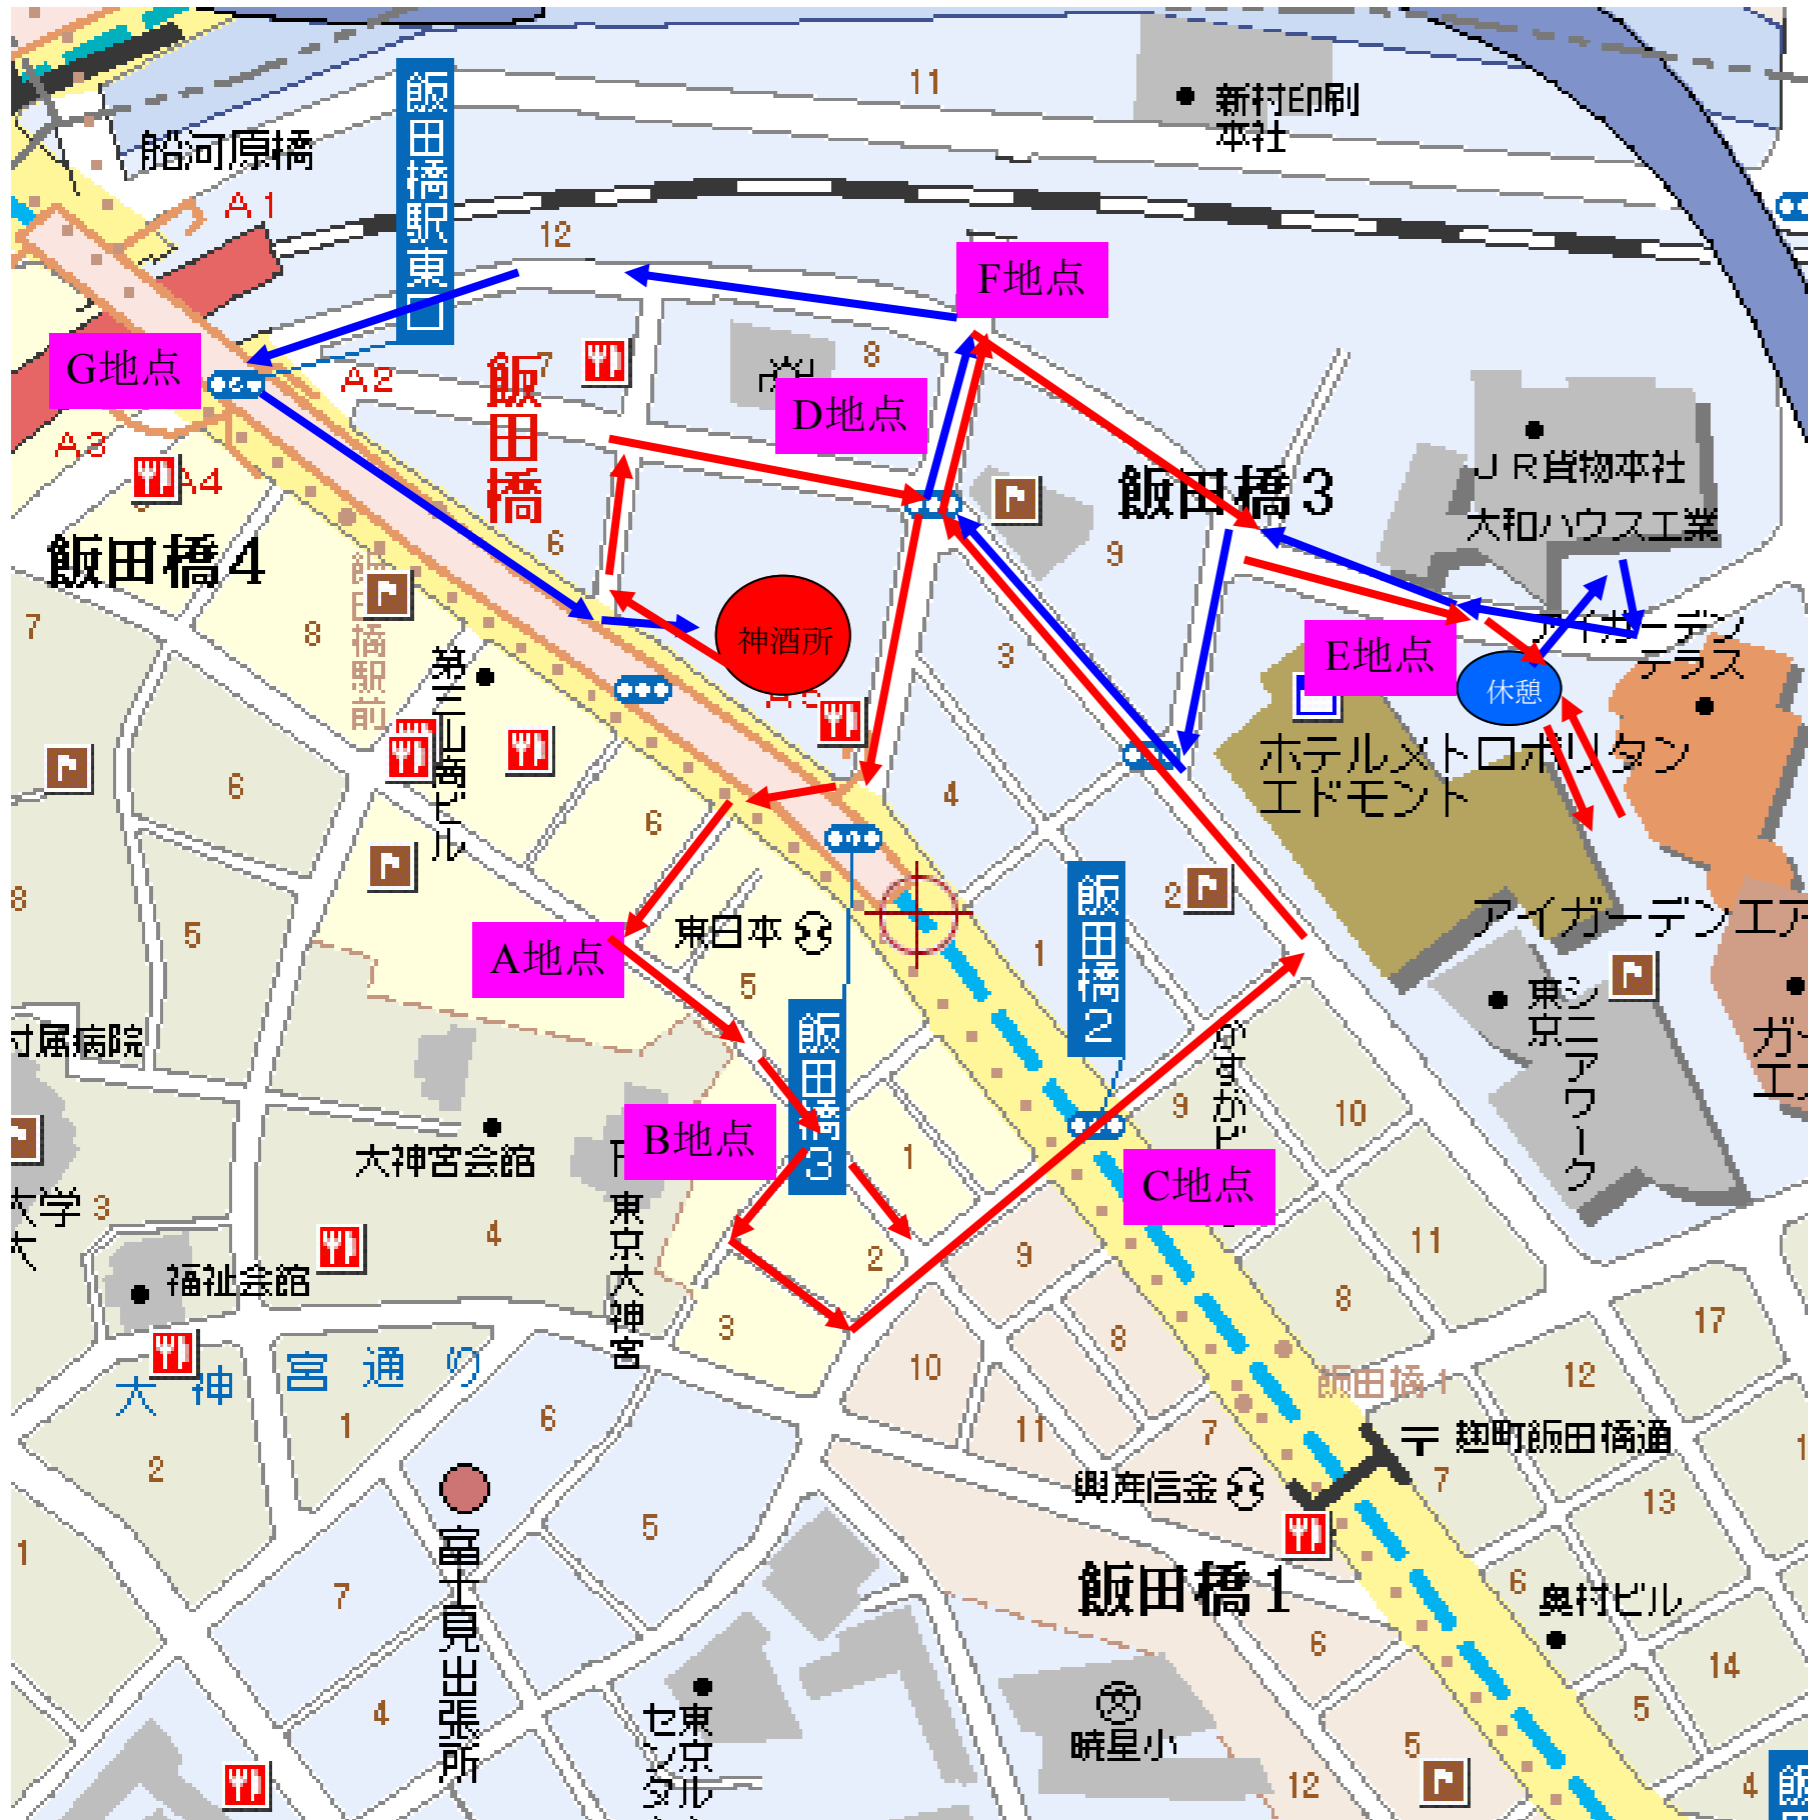 11
新村印刷
本社
船河原橋
飯田橋駅東口
A1
12
F地点
G地点
A2
7
8
D地点
飯田橋
A3
A4
飯田橋3
JR貨物本社
大和ハウス工業
9
飯田橋4
6
飯田橋駅前
7
8
神酒所
3
E地点
アイガーデン
テラス
休憩
第三山商ビル
ホテルメトロポリタン
エドモント
6
6
4
2
8
5
東日本
A地点
5
1
飯田橋2
アイガーデンエア
東京シニアワーク
付属病院
飯田橋3
ガー
エ
大神宮会館
B地点
1
9
10
C地点
大学
3
4
東京大神宮
2
9
11
福祉会館
3
8
17
大神宮通り
10
8
飯田橋1
12
2
1
6
11
7
〒麹町飯田橋通
7
1
興産信金
13
富士見出張所
5
1
飯田橋1
6
奥村ビル
7
6
14
4
東京
セン
タル
暁星小
5
5
12
4
飯